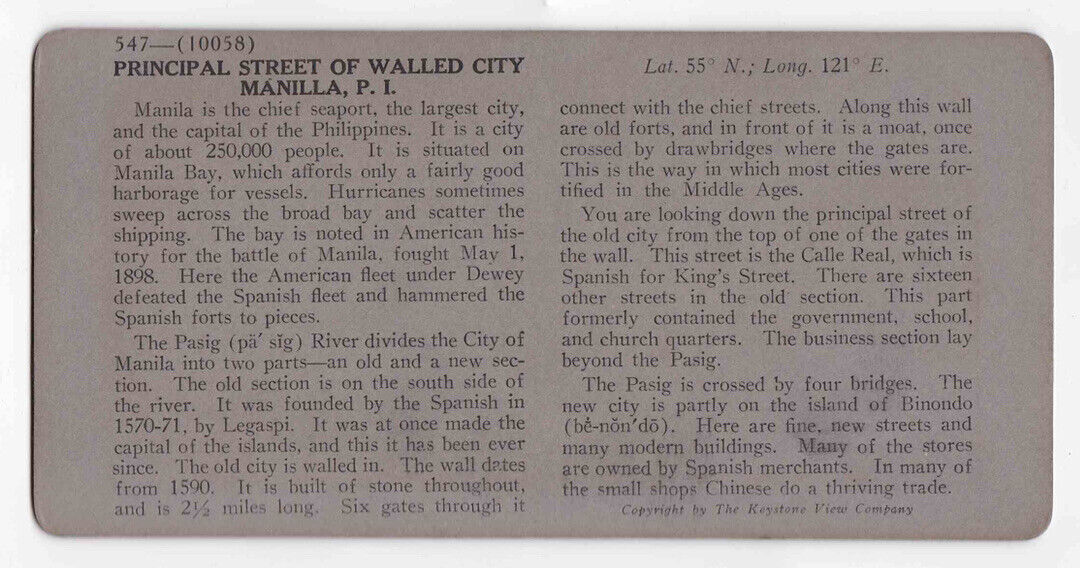 547—(10058)
PRINCIPAL STREET OF WALLED CITY
MANILLA, P. I.
Manila is the chief seaport, the largest city,
and the capital of the Philippines. It is a city
of about 250,000 people. It is situated on
Manila Bay, which affords only a fairly good
harborage for vessels. Hurricanes sometimes
sweep across the broad bay and scatter the
shipping. The bay is noted in American his-
tory for the battle of Manila, fought May 1,
1898. Here the American fleet under Dewey
defeated the Spanish fleet and hammered the
Spanish forts to pieces.
The Pasig (pä′ sĭg) River divides the City of
Manila into two parts—an old and a new sec-
tion. The old section is on the south side of
the river. It was founded by the Spanish in
1570-71, by Legaspi. It was at once made the
capital of the islands, and this it has been ever
since. The old city is walled in. The wall dates
from 1590. It is built of stone throughout,
and is 2½ miles long. Six gates through it
Lat. 55° N.; Long. 121° E.
connect with the chief streets. Along this wall
are old forts, and in front of it is a moat, once
crossed by drawbridges where the gates are.
This is the way in which most cities were for-
tified in the Middle Ages.
You are looking down the principal street of
the old city from the top of one of the gates in
the wall. This street is the Calle Real, which is
Spanish for King's Street. There are sixteen
other streets in the old section. This part
formerly contained the government, school,
and church quarters. The business section lay
beyond the Pasig.
The Pasig is crossed by four bridges. The
new city is partly on the island of Binondo
(bė-nŏn′dō). Here are fine, new streets and
many modern buildings. Many of the stores
are owned by Spanish merchants. In many of
the small shops Chinese do a thriving trade.
Copyright by The Keystone View Company